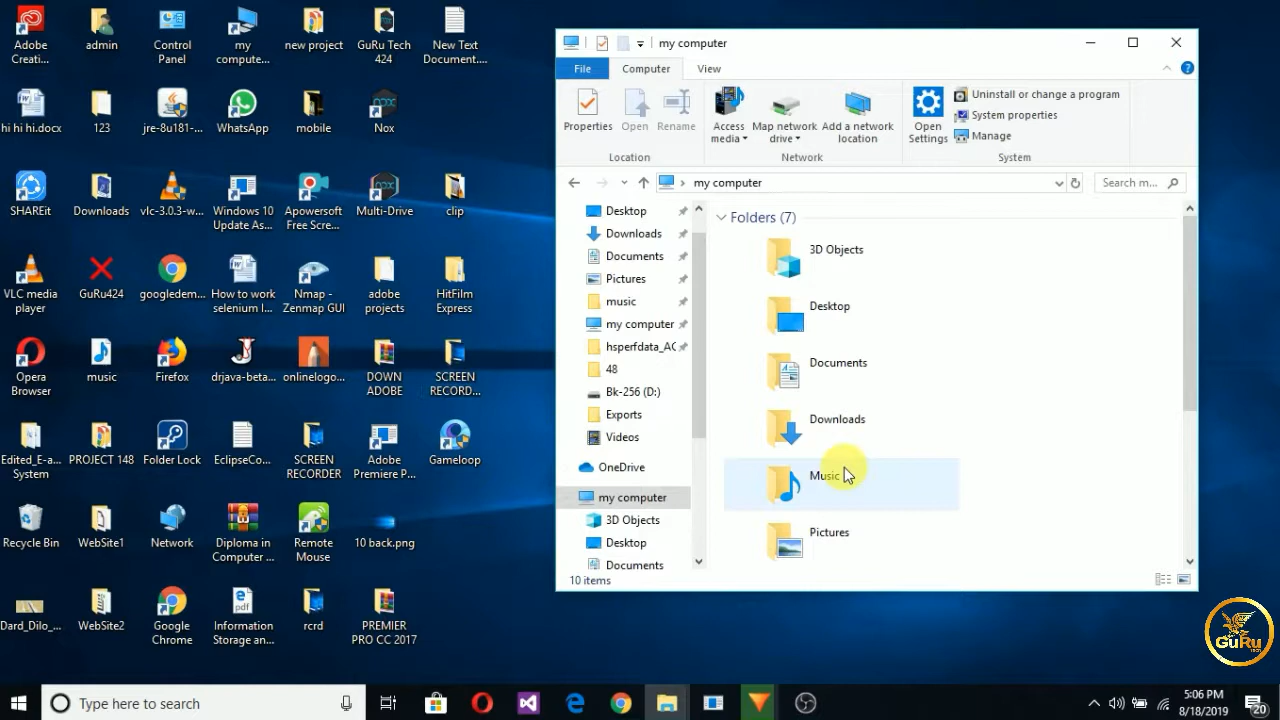 Adobe
Creati...
admin
Control
Panel
my
compute...
new project
GuRu Tech
424
New Text
Document....
hi hi hi.docx
123
jre-8u181-...
WhatsApp
mobile
Nox
SHAREit
Downloads
vlc-3.0.3-w...
Windows 10
Update As...
Apowersoft
Free Scre...
Multi-Drive
clip
VLC media
player
GuRu424
googledem...
How to work
selenium I...
Nmap -
Zenmap GUI
adobe
projects
HitFilm
Express
Opera
Browser
music
Firefox
drjava-beta...
onlinelogo...
DOWN
ADOBE
SCREEN
RECORD...
Edited_E-a...
System
PROJECT 148
Folder Lock
EclipseCo...
SCREEN
RECORDER
Adobe
Premiere P...
Gameloop
Recycle Bin
WebSite1
Network
Diploma in
Computer ...
Remote
Mouse
10 back.png
Dard_Dilo_...
WebSite2
Google
Chrome
Information
Storage an...
rcrd
PREMIER
PRO CC 2017
my computer
File
Computer
View
Properties
Open
Rename
Access
media
Map network
drive
Add a network
location
Open
Settings
Uninstall or change a program
System properties
Manage
Location
Network
System
my computer
Search m...
Desktop
Downloads
Documents
Pictures
music
my computer
hsperfdata_AC
48
Bk-256 (D:)
Exports
Videos
OneDrive
my computer
3D Objects
Desktop
Documents
Folders (7)
3D Objects
Desktop
Documents
Downloads
Music
Pictures
10 items
GuRu
Type here to search
5:06 PM
8/18/2019
20